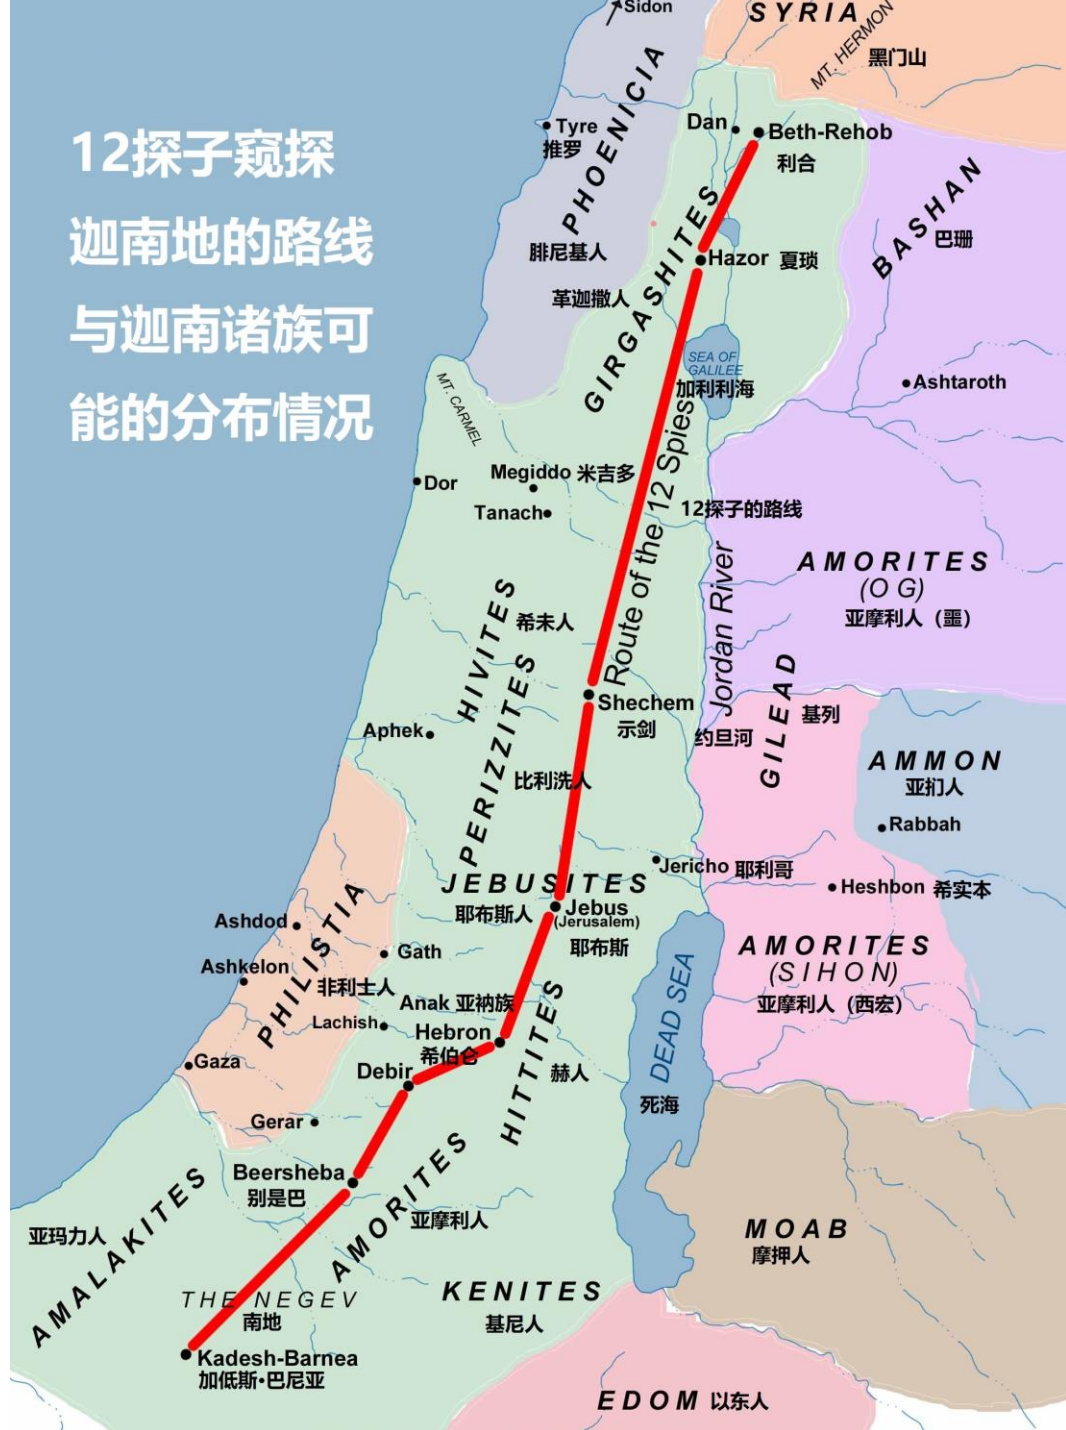 Sidon
SYRIA
MT. HERMON
黑门山
12探子窥探
迦南地的路线
与迦南诸族可
能的分布情况
Tyre
推罗
PHOENICIA
腓尼基人
Dan
Beth-Rehob
利合
BASHAN
巴珊
Hazor 夏琐
GIRGASHITES
革迦撒人
SEA OF
GALILEE
加利利海
Ashtaroth
MT. CARMEL
Dor
Megiddo 米吉多
Tanach
Route of the 12 Spies
12探子的路线
Jordan River
约旦河
AMORITES
(OG)
亚摩利人（噩）
HIVITES
希未人
PERIZZITES
比利洗人
Shechem
示剑
Aphek
GILEAD
基列
AMMON
亚扪人
Rabbah
Jericho 耶利哥
Heshbon 希实本
JEBUSITES
耶布斯人
Jebus
(Jerusalem)
耶布斯
AMORITES
(SIHON)
亚摩利人（西宏）
Ashdod
Ashkelon
PHILISTIA
非利士人
Gath
Lachish
Gaza
Anak 亚衲族
Hebron
希伯仑
Debir
HITTITES
赫人
DEAD SEA
死海
Gerar
Beersheba
别是巴
AMORITES
亚摩利人
AMALAKITES
亚玛力人
MOAB
摩押人
THE NEGEV
南地
KENITES
基尼人
Kadesh-Barnea
加低斯•巴尼亚
EDOM 以东人